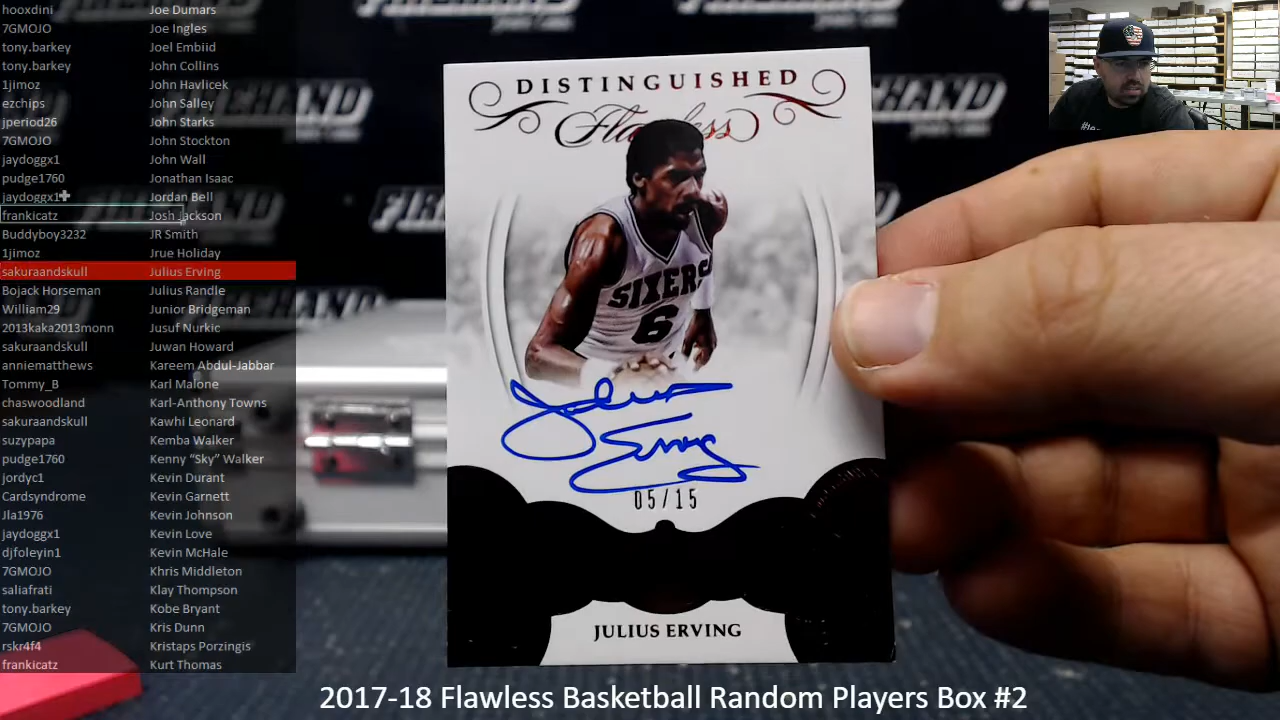 hooxdini Joe Dumars
7GMOJO Joe Ingles
tony.barkey Joel Embiid
tony.barkey John Collins
1jimoz John Havlicek
ezchips John Salley
jperiod26 John Starks
7GMOJO John Stockton
jaydoggx1 John Wall
pudge1760 Jonathan Isaac
jaydoggx1 Jordan Bell
frankicatz Josh Jackson
Buddyboy3232 JR Smith
1jimoz Jrue Holiday
sakuraandskull Julius Erving
Bojack Horseman Julius Randle
William29 Junior Bridgeman
2013kaka2013monn Jusuf Nurkic
sakuraandskull Juwan Howard
anniematthews Kareem Abdul-Jabbar
Tommy_B Karl Malone
chaswoodland Karl-Anthony Towns
sakuraandskull Kawhi Leonard
suzypapa Kemba Walker
pudge1760 Kenny “Sky” Walker
jordyc1 Kevin Durant
Cardsyndrome Kevin Garnett
Jla1976 Kevin Johnson
jaydoggx1 Kevin Love
djfoleyin1 Kevin McHale
7GMOJO Khris Middleton
saliafrati Klay Thompson
tony.barkey Kobe Bryant
7GMOJO Kris Dunn
rskr4f4 Kristaps Porzingis
frankicatz Kurt Thomas
DISTINGUISHED
Flawless
SIXERS
6
Julius
Erving
05/15
JULIUS ERVING
2017-18 Flawless Basketball Random Players Box #2